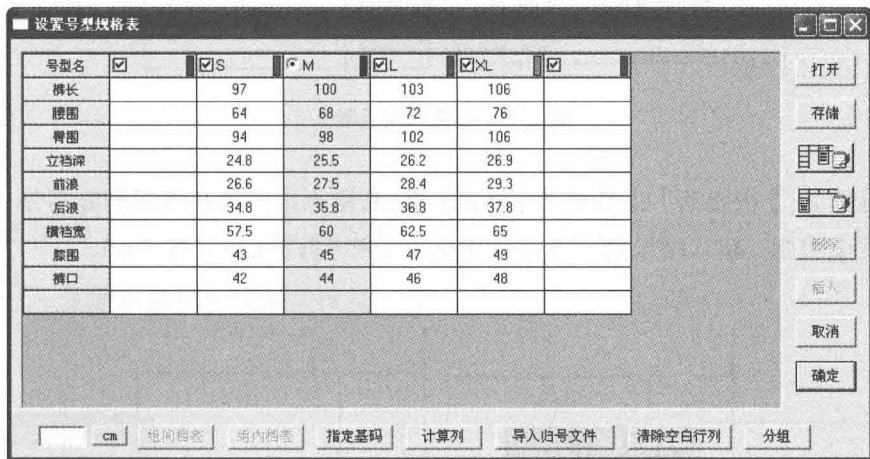 设置号型规格表
号型名 S M L XL
打开
裤长 97 100 103 106
腰围 64 68 72 76
存储
臀围 94 98 102 106
立裆深 24.8 25.5 26.2 26.9
前浪 26.6 27.5 28.4 29.3
后浪 34.8 35.8 36.8 37.8
横裆宽 57.5 60 62.5 65
删除
膝围 43 45 47 49
裤口 42 44 46 48
插入
取消
确定
cm 组间档差 组内档差 指定基码 计算列 导入归号文件 清除空白行列 分组